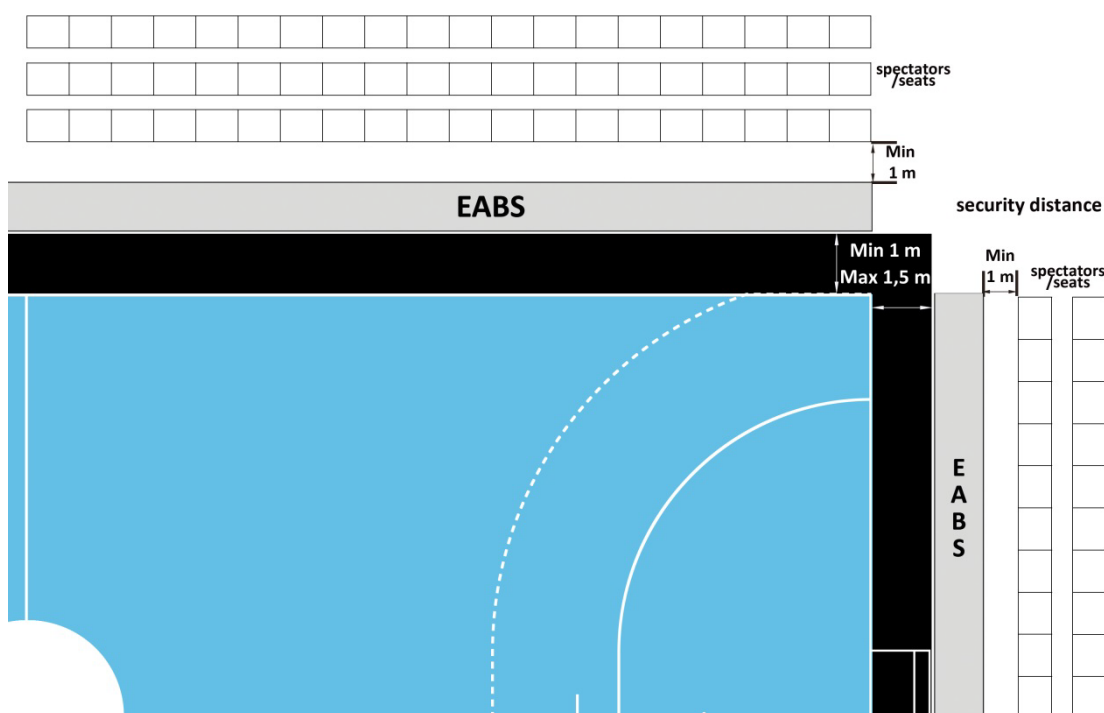 spectators
/seats
Min
1 m
EABS
security distance
Min 1 m
Max 1,5 m
Min
1 m
spectators
/seats
E
A
B
S